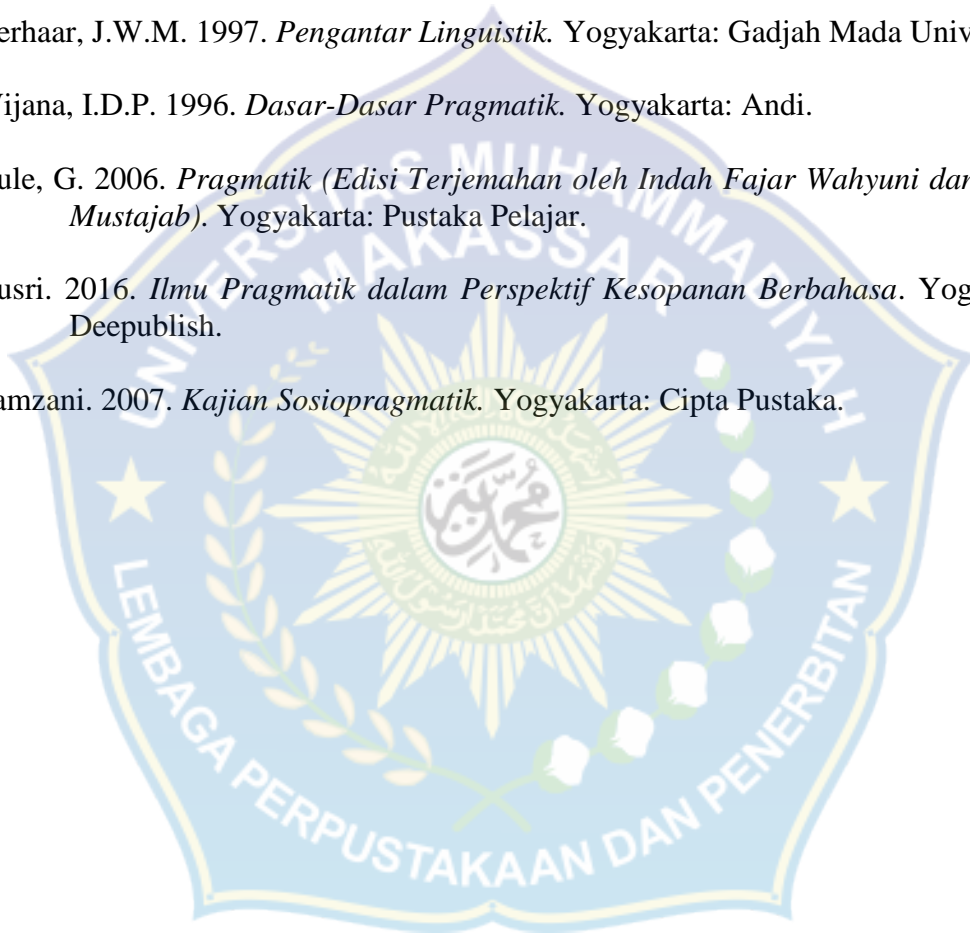 erhaar, J.W.M. 1997. Pengantar Linguistik. Yogyakarta: Gadjah Mada Univ
ijana, I.D.P. 1996. Dasar-Dasar Pragmatik. Yogyakarta: Andi.
ule, G. 2006. Pragmatik (Edisi Terjemahan oleh Indah Fajar Wahyuni dan
Mustajab). Yogyakarta: Pustaka Pelajar.
usri. 2016. Ilmu Pragmatik dalam Perspektif Kesopanan Berbahasa. Yog
Deepublish.
amzani. 2007. Kajian Sosiopragmatik. Yogyakarta: Cipta Pustaka.
UNIVERSITAS MUHAMMADIYAH
MAKASSAR
محمدية
LEMBAGA PERPUSTAKAAN DAN PENERBITAN